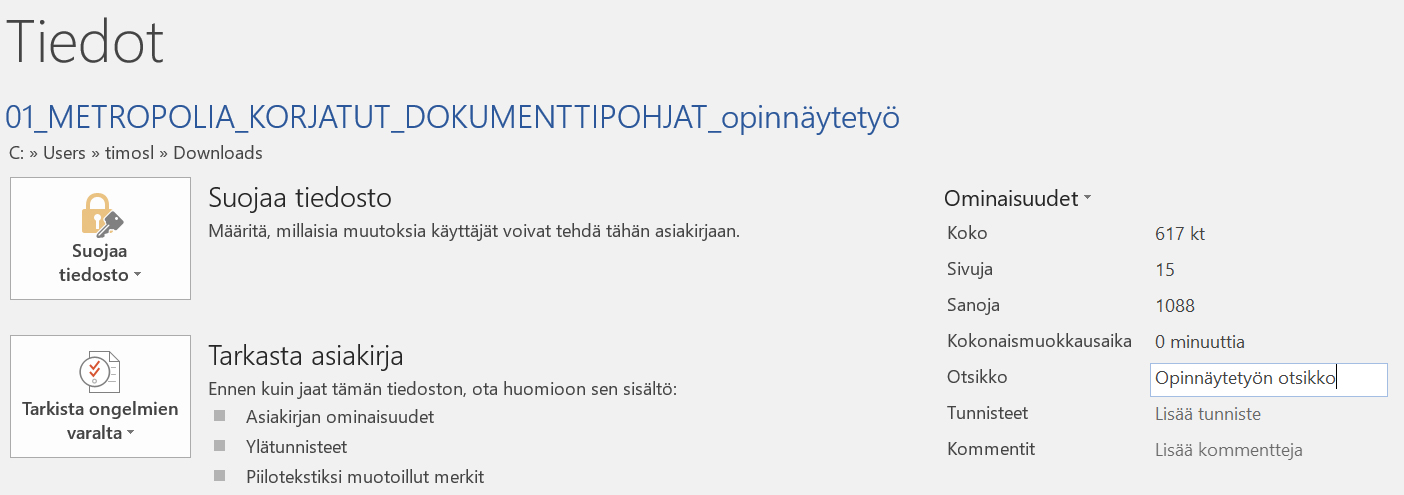 Tiedot
01_METROPOLIA_KORJATUT_DOKUMENTTIPOHJAT_opinnäytetyö
C: » Users » timosl » Downloads
Suojaa
tiedosto
Suojaa tiedosto
Määritä, millaisia muutoksia käyttäjät voivat tehdä tähän asiakirjaan.
Tarkista ongelmien
varalta
Tarkasta asiakirja
Ennen kuin jaat tämän tiedoston, ota huomioon sen sisältö:
Asiakirjan ominaisuudet
Ylätunnisteet
Piilotekstiksi muotoillut merkit
Ominaisuudet
Koko 617 kt
Sivuja 15
Sanoja 1088
Kokonaismuokkausaika 0 minuuttia
Otsikko Opinnäytetyön otsikko
Tunnisteet Lisää tunniste
Kommentit Lisää kommentteja